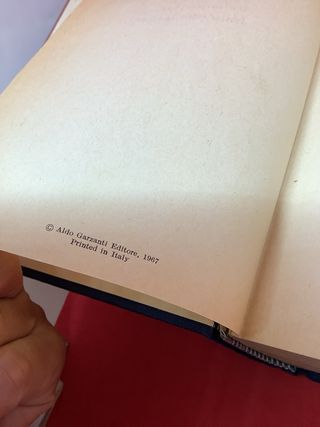 © Aldo Garzanti Editore, 1967
Printed in Italy